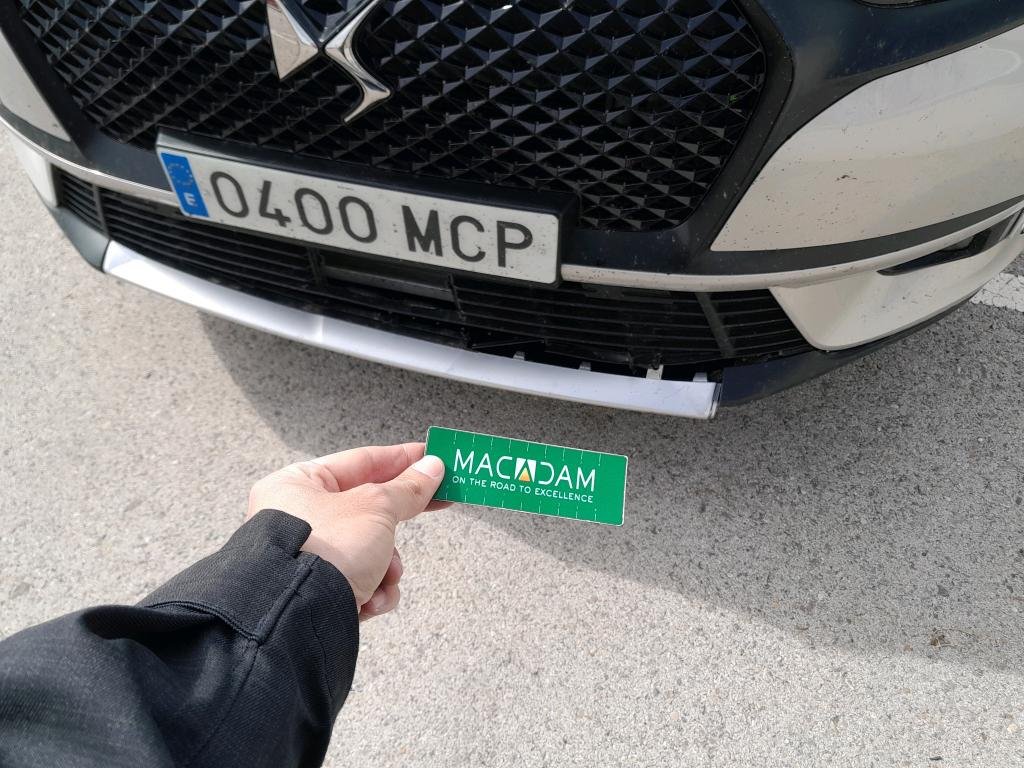 E
0400 MCP
MACADAM
ON THE ROAD TO EXCELLENCE